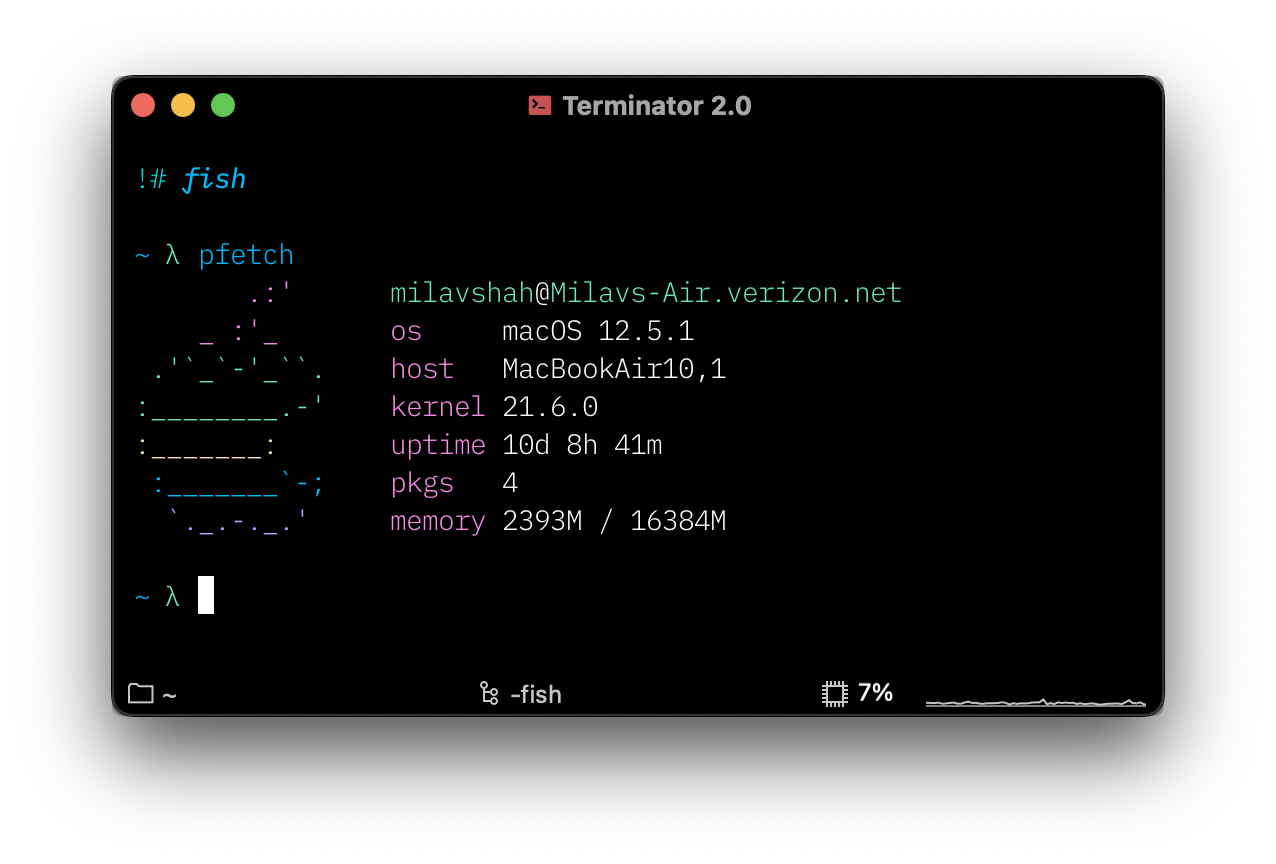 Terminator 2.0
!# fish
~ λ pfetch
.:' milavshah@Milavs-Air.verizon.net
_ :'_ os macOS 12.5.1
.'`_`-'_``. host MacBookAir10,1
:________.-' kernel 21.6.0
:_______: uptime 10d 8h 41m
:_______`-; pkgs 4
`._.-._.' memory 2393M / 16384M
~ λ
~ -fish 7%